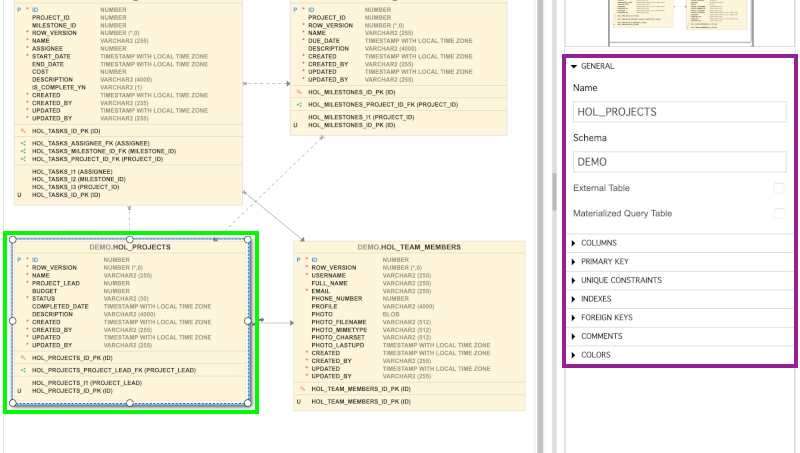 P * ID NUMBER
PROJECT_ID NUMBER
MILESTONE_ID NUMBER
* ROW_VERSION NUMBER (*,0)
* NAME VARCHAR2 (255)
* ASSIGNEE NUMBER
* START_DATE TIMESTAMP WITH LOCAL TIME ZONE
END_DATE TIMESTAMP WITH LOCAL TIME ZONE
COST NUMBER
DESCRIPTION VARCHAR2 (4000)
IS_COMPLETE_YN VARCHAR2 (1)
* CREATED TIMESTAMP WITH LOCAL TIME ZONE
* CREATED_BY VARCHAR2 (255)
* UPDATED TIMESTAMP WITH LOCAL TIME ZONE
* UPDATED_BY VARCHAR2 (255)
HOL_TASKS_ID_PK (ID)
HOL_TASKS_ASSIGNEE_FK (ASSIGNEE)
HOL_TASKS_MILESTONE_ID_FK (MILESTONE_ID)
HOL_TASKS_PROJECT_ID_FK (PROJECT_ID)
HOL_TASKS_I1 (ASSIGNEE)
HOL_TASKS_I2 (MILESTONE_ID)
HOL_TASKS_I3 (PROJECT_ID)
U HOL_TASKS_ID_PK (ID)
P * ID NUMBER
PROJECT_ID NUMBER
* ROW_VERSION NUMBER (*,0)
* NAME VARCHAR2 (255)
* DUE_DATE TIMESTAMP WITH LOCAL TIME ZONE
DESCRIPTION VARCHAR2 (4000)
* CREATED TIMESTAMP WITH LOCAL TIME ZONE
* CREATED_BY VARCHAR2 (255)
* UPDATED TIMESTAMP WITH LOCAL TIME ZONE
* UPDATED_BY VARCHAR2 (255)
HOL_MILESTONES_ID_PK (ID)
HOL_MILESTONES_PROJECT_ID_FK (PROJECT_ID)
HOL_MILESTONES_I1 (PROJECT_ID)
U HOL_MILESTONES_ID_PK (ID)
DEMO.HOL_PROJECTS
P * ID NUMBER
* ROW_VERSION NUMBER (*,0)
* NAME VARCHAR2 (255)
* PROJECT_LEAD NUMBER
BUDGET NUMBER
* STATUS VARCHAR2 (30)
COMPLETED_DATE TIMESTAMP WITH LOCAL TIME ZONE
DESCRIPTION VARCHAR2 (4000)
* CREATED TIMESTAMP WITH LOCAL TIME ZONE
* CREATED_BY VARCHAR2 (255)
* UPDATED TIMESTAMP WITH LOCAL TIME ZONE
* UPDATED_BY VARCHAR2 (255)
HOL_PROJECTS_ID_PK (ID)
HOL_PROJECTS_PROJECT_LEAD_FK (PROJECT_LEAD)
HOL_PROJECTS_I1 (PROJECT_LEAD)
U HOL_PROJECTS_ID_PK (ID)
DEMO.HOL_TEAM_MEMBERS
P * ID NUMBER
* ROW_VERSION NUMBER (*,0)
* USERNAME VARCHAR2 (255)
FULL_NAME VARCHAR2 (255)
* EMAIL VARCHAR2 (255)
PHONE_NUMBER NUMBER
PROFILE VARCHAR2 (4000)
PHOTO BLOB
PHOTO_FILENAME VARCHAR2 (512)
PHOTO_MIMETYPE VARCHAR2 (512)
PHOTO_CHARSET VARCHAR2 (512)
PHOTO_LASTUPD TIMESTAMP WITH LOCAL TIME ZONE
* CREATED TIMESTAMP WITH LOCAL TIME ZONE
* CREATED_BY VARCHAR2 (255)
* UPDATED TIMESTAMP WITH LOCAL TIME ZONE
* UPDATED_BY VARCHAR2 (255)
HOL_TEAM_MEMBERS_ID_PK (ID)
U HOL_TEAM_MEMBERS_ID_PK (ID)
GENERAL
Name
HOL_PROJECTS
Schema
DEMO
External Table
Materialized Query Table
COLUMNS
PRIMARY KEY
UNIQUE CONSTRAINTS
INDEXES
FOREIGN KEYS
COMMENTS
COLORS